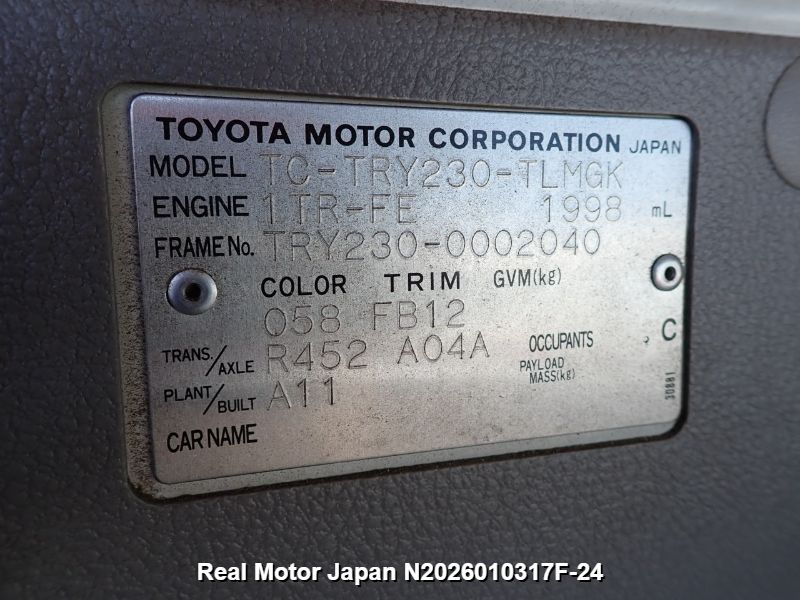 TOYOTA MOTOR CORPORATION JAPAN
MODEL TC-TRY230-TLMGK
ENGINE 1TR-FE 1998 mL
FRAME No. TRY230-0002040
COLOR TRIM GVM(kg)
058 FB12
TRANS./AXLE R452 A04A OCCUPANTS C
PAYLOAD MASS(kg)
PLANT/BUILT A11
30881
CAR NAME
Real Motor Japan N2026010317F-24